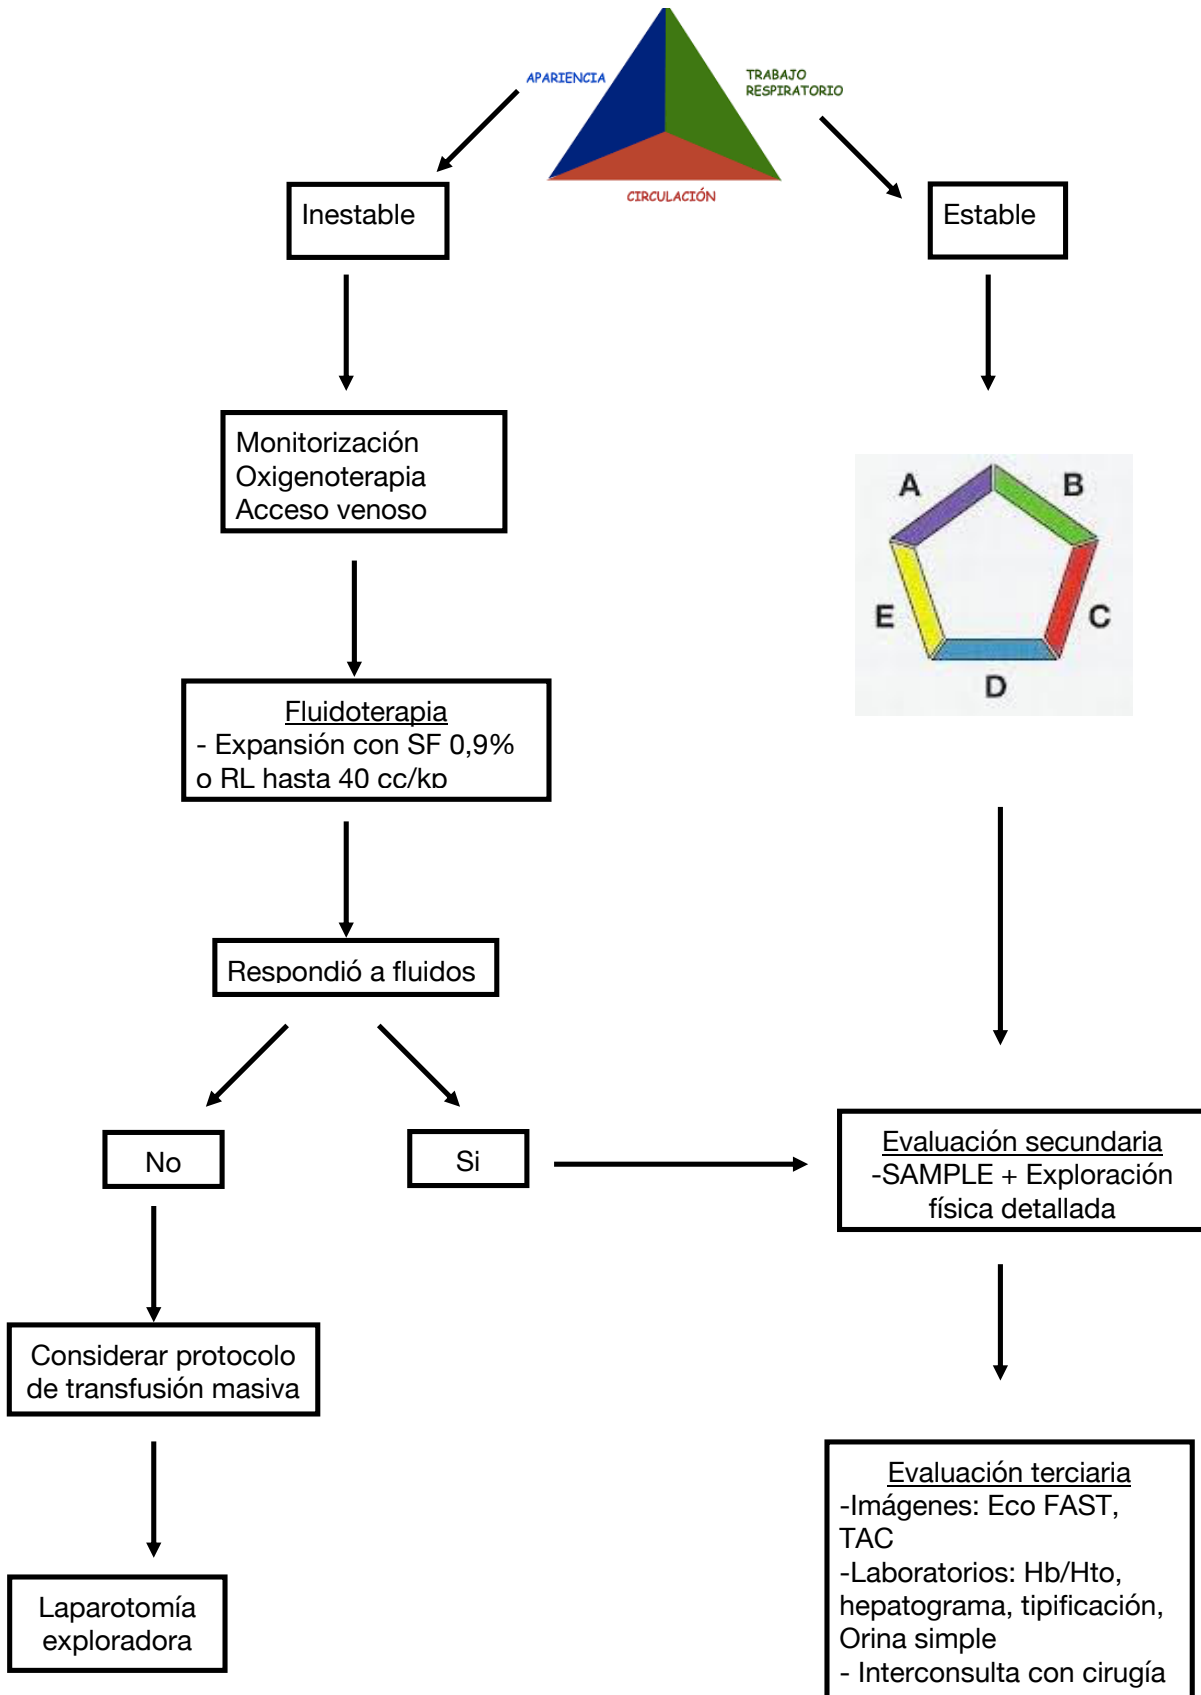 APARIENCIA
TRABAJO
RESPIRATORIO
CIRCULACIÓN
Inestable
Estable
Monitorización
Oxigenoterapia
Acceso venoso
A
B
E
C
D
Fluidoterapia
- Expansión con SF 0,9%
o RL hasta 40 cc/kp
Respondió a fluidos
No
Si
Evaluación secundaria
-SAMPLE + Exploración
física detallada
Considerar protocolo
de transfusión masiva
Evaluación terciaria
-Imágenes: Eco FAST,
TAC
-Laboratorios: Hb/Hto,
hepatograma, tipificación,
Orina simple
- Interconsulta con cirugía
Laparotomía
exploradora